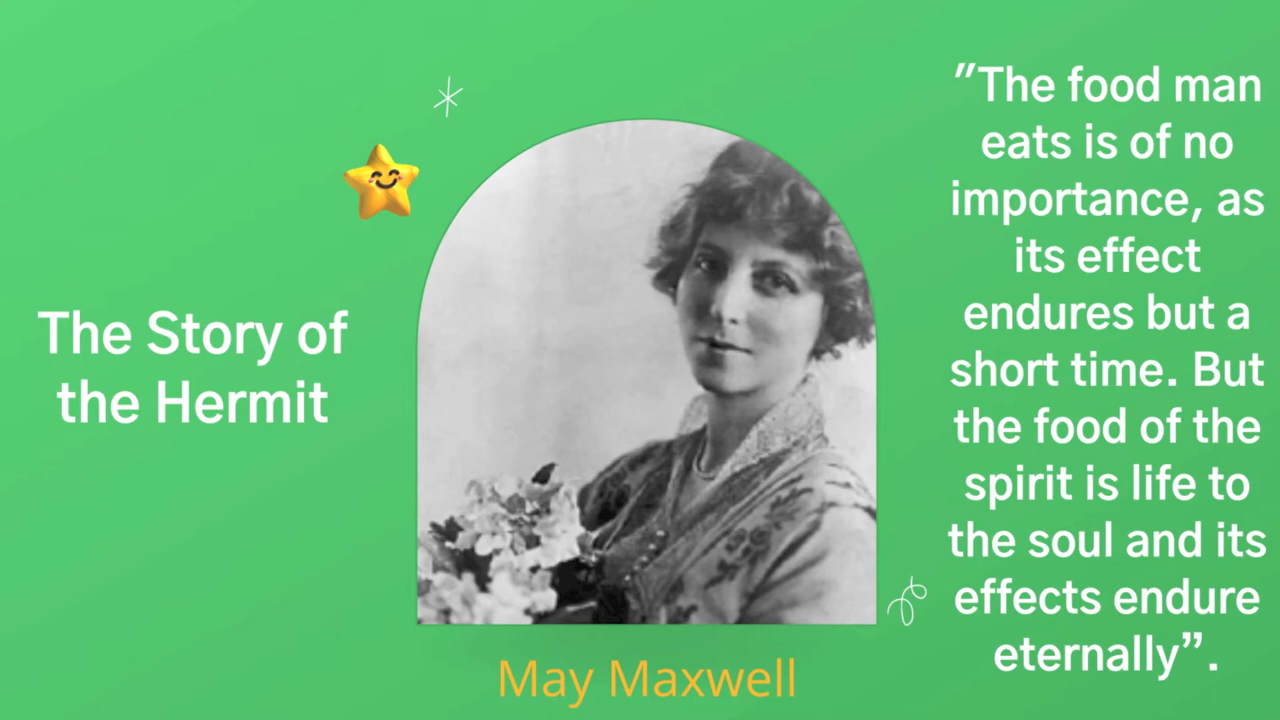 The Story of
the Hermit
"The food man
eats is of no
importance, as
its effect
endures but a
short time. But
the food of the
spirit is life to
the soul and its
effects endure
eternally”.
May Maxwell